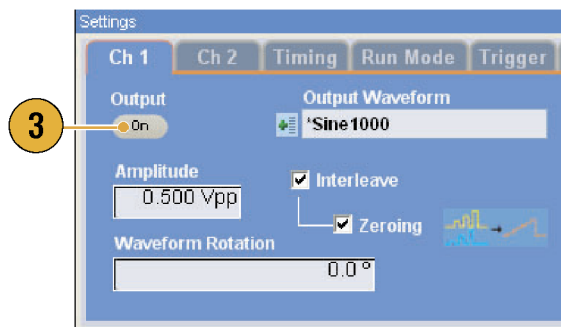 Settings
Ch 1 Ch 2 Timing Run Mode Trigger
Output Output Waveform
3 On *Sine1000
Amplitude
0.500 Vpp
Interleave
Zeroing
Waveform Rotation
0.0 °